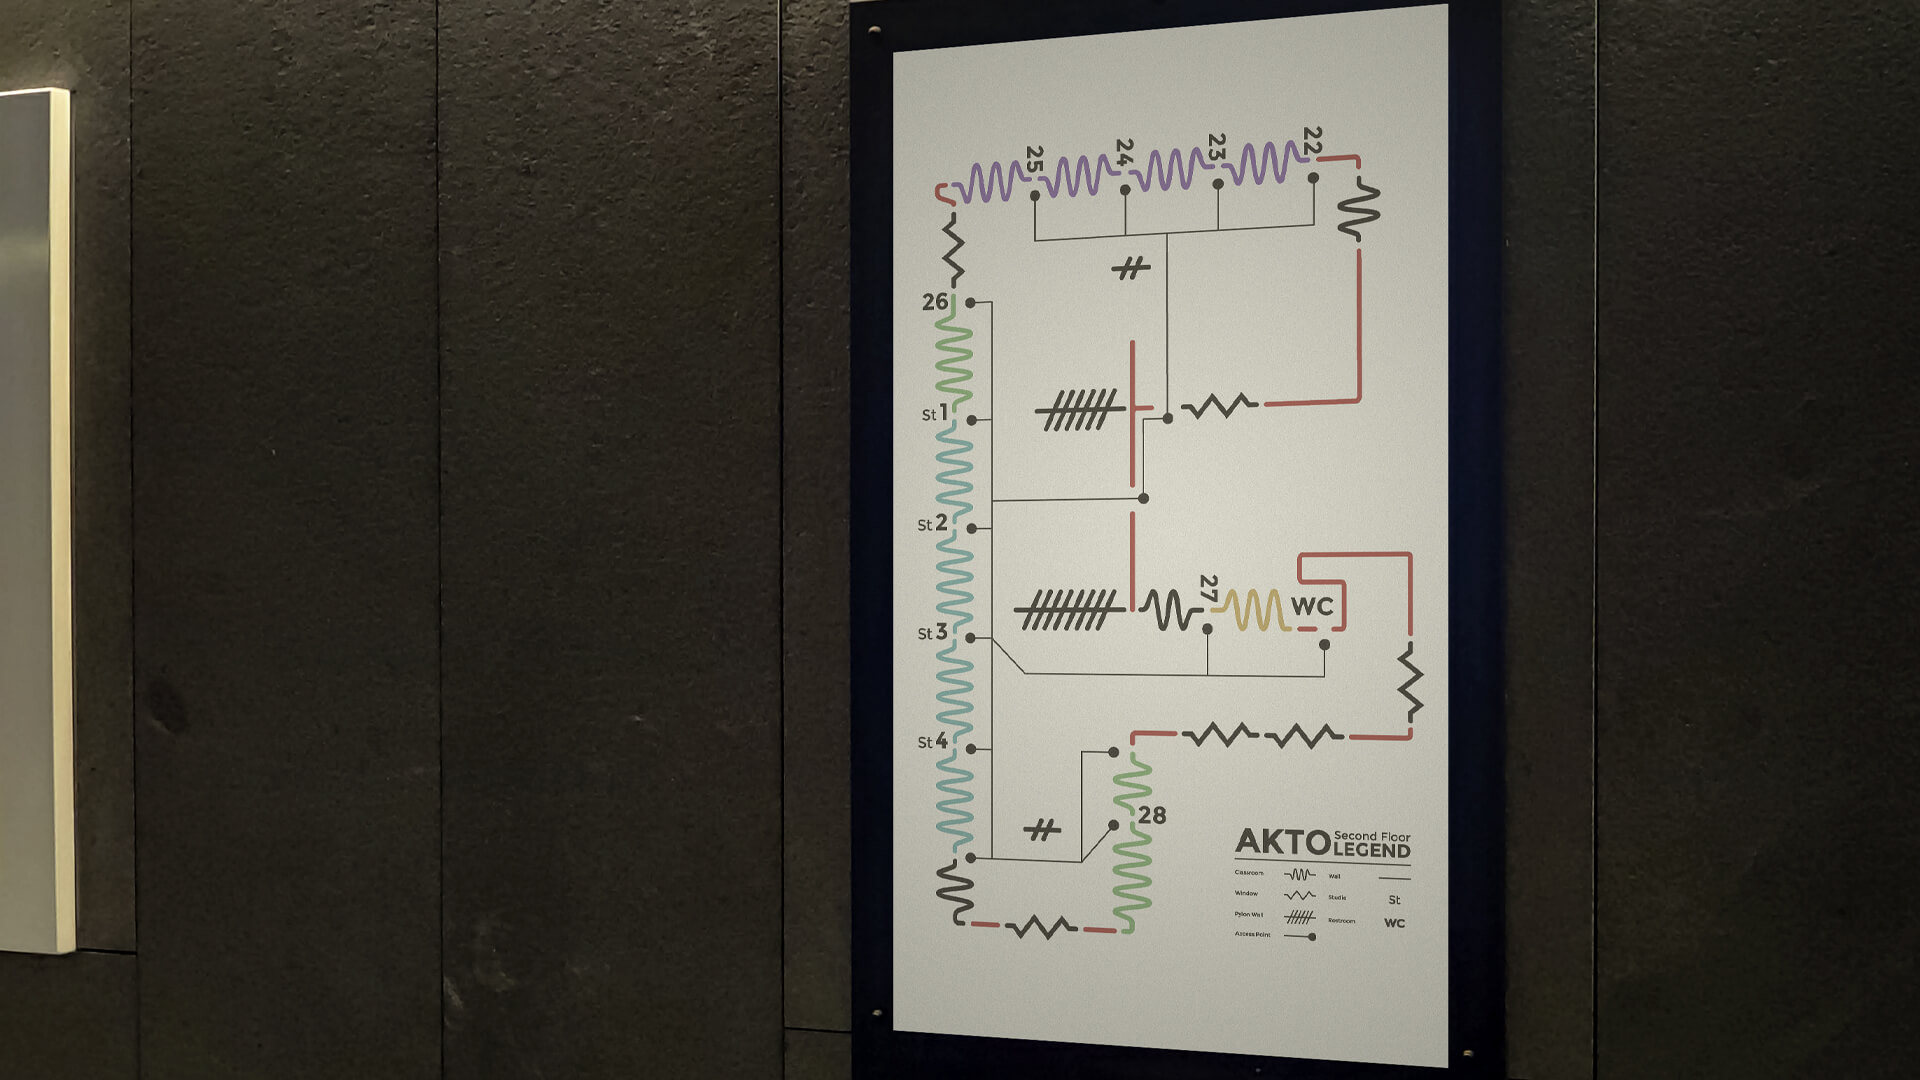 25 24 23 22
26
St 1
St 2
27
WC
St 3
St 4
28
AKTO Second Floor
LEGEND
Classroom Wall
Window Studio St
Pylon Wall Restroom WC
Access Point